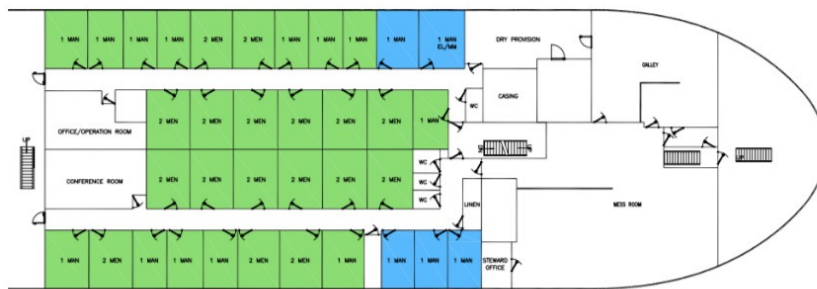 1 MAN 1 MAN 1 MAN 1 MAN 2 MEN 2 MEN 1 MAN 1 MAN 1 MAN 1 MAN 1 MAN
EL/MM
DRY PROVISION
GALLEY
CASING
WC
2 MEN 2 MEN 2 MEN 2 MEN 2 MEN 2 MEN 1 MAN
OFFICE/OPERATION ROOM
UP
UP
CONFERENCE ROOM
2 MEN 2 MEN 2 MEN 2 MEN 2 MEN 2 MEN
WC
WC
WC
LINEN
MESS ROOM
1 MAN 2 MEN 1 MAN 1 MAN 2 MEN 2 MEN 1 MAN 1 MAN 1 MAN 1 MAN
STEWARD
OFFICE